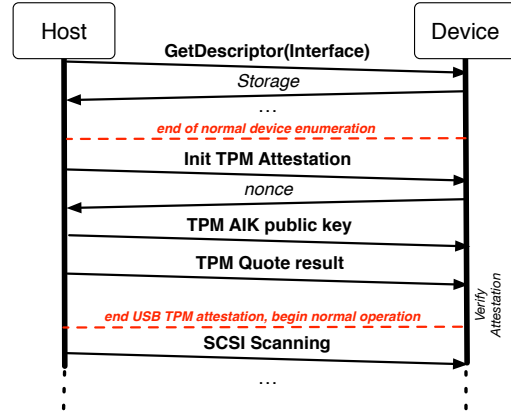 Host
Device
GetDescriptor(Interface)
Storage
...
end of normal device enumeration
Init TPM Attestation
nonce
TPM AIK public key
TPM Quote result
Verify
Attestation
end USB TPM attestation, begin normal operation
SCSI Scanning
...